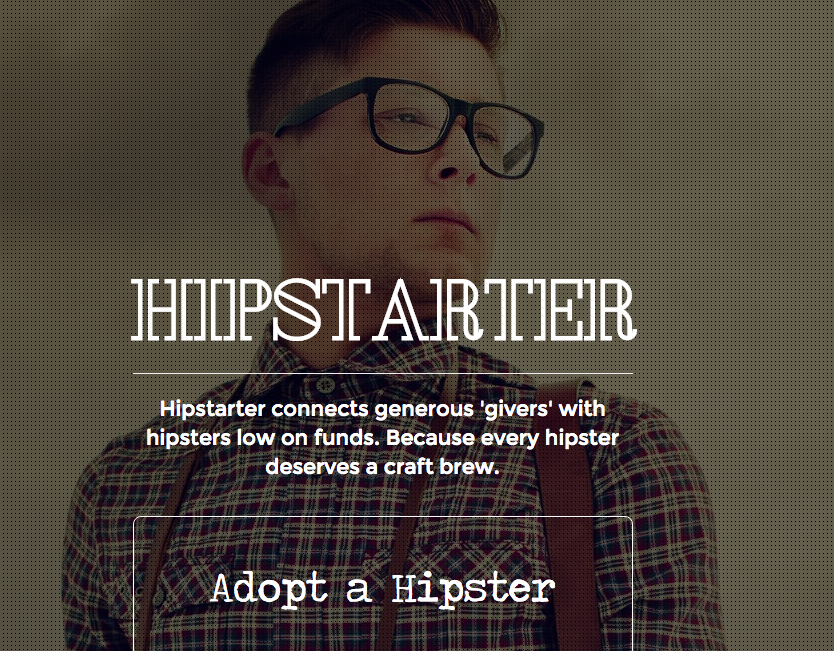 HIPSTARTER
Hipstarter connects generous 'givers' with
hipsters low on funds. Because every hipster
deserves a craft brew.
Adopt a Hipster